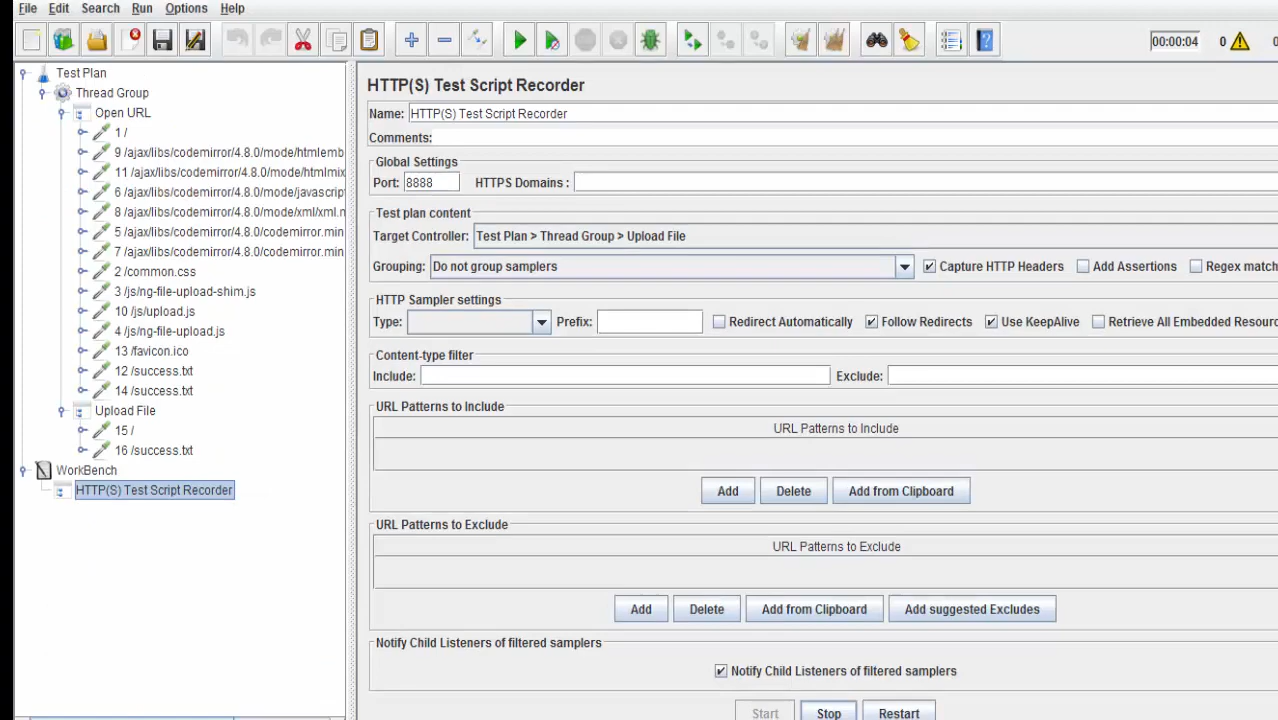 File Edit Search Run Options Help
00:00:04 0
Test Plan
Thread Group
Open URL
1 /
9 /ajax/libs/codemirror/4.8.0/mode/htmlemb
11 /ajax/libs/codemirror/4.8.0/mode/htmlmix
6 /ajax/libs/codemirror/4.8.0/mode/javascript
8 /ajax/libs/codemirror/4.8.0/mode/xml/xml.m
5 /ajax/libs/codemirror/4.8.0/codemirror.min
7 /ajax/libs/codemirror/4.8.0/codemirror.min
2 /common.css
3 /js/ng-file-upload-shim.js
10 /js/upload.js
4 /js/ng-file-upload.js
13 /favicon.ico
12 /success.txt
14 /success.txt
Upload File
15 /
16 /success.txt
WorkBench
HTTP(S) Test Script Recorder
HTTP(S) Test Script Recorder
Name: HTTP(S) Test Script Recorder
Comments:
Global Settings
Port: 8888 HTTPS Domains :
Test plan content
Target Controller: Test Plan > Thread Group > Upload File
Grouping: Do not group samplers Capture HTTP Headers Add Assertions Regex match
HTTP Sampler settings
Type: Prefix: Redirect Automatically Follow Redirects Use KeepAlive Retrieve All Embedded Resour
Content-type filter
Include: Exclude:
URL Patterns to Include
URL Patterns to Include
Add Delete Add from Clipboard
URL Patterns to Exclude
URL Patterns to Exclude
Add Delete Add from Clipboard Add suggested Excludes
Notify Child Listeners of filtered samplers
Notify Child Listeners of filtered samplers
Start Stop Restart